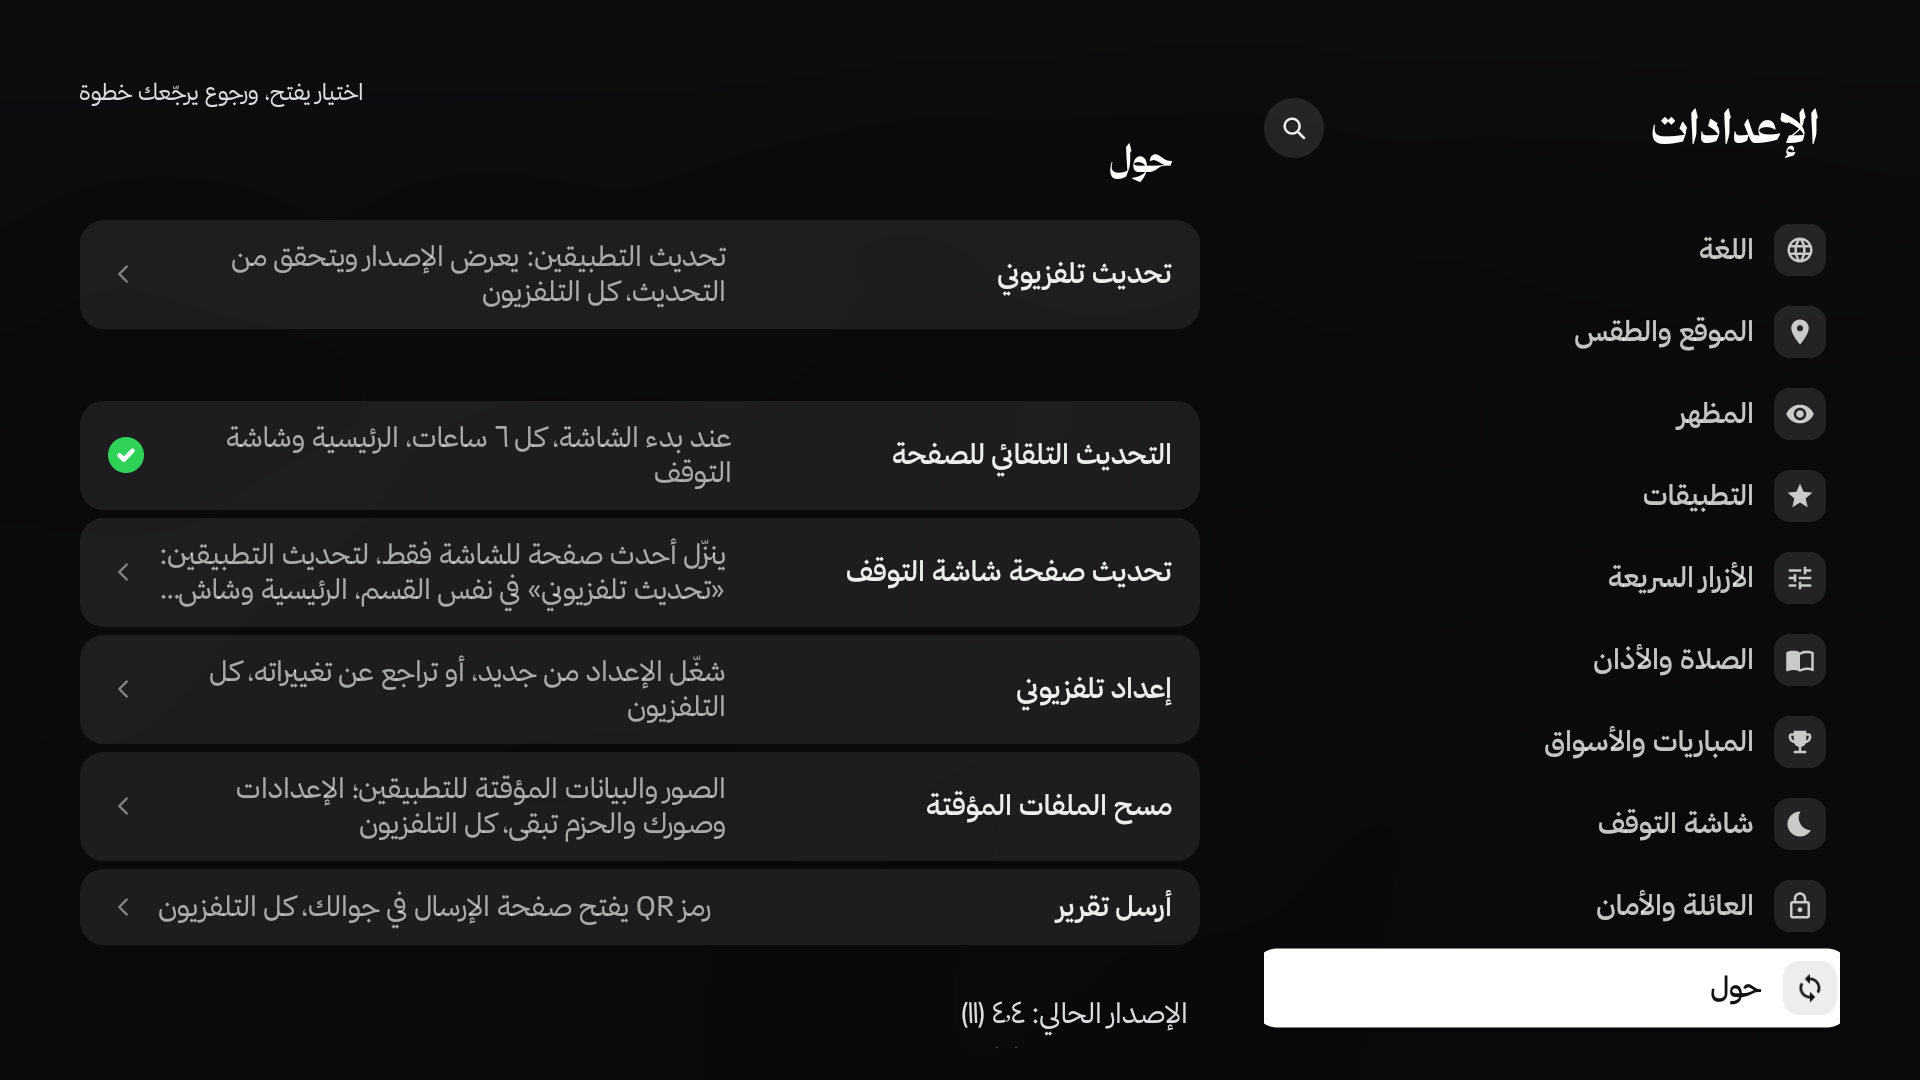 الإعدادات
اللغة
الموقع والطقس
المظهر
التطبيقات
الأزرار السريعة
الصلاة والأذان
المباريات والأسواق
شاشة التوقف
العائلة والأمان
حول
اختيار يفتح، ورجوع يرجّعك خطوة
حول
تحديث تلفزيوني
تحديث التطبيقين: يعرض الإصدار ويتحقق من
التحديث، كل التلفزيون
التحديث التلقائي للصفحة
عند بدء الشاشة، كل ٦ ساعات، الرئيسية وشاشة
التوقف
تحديث صفحة شاشة التوقف
ينزّل أحدث صفحة للشاشة فقط، لتحديث التطبيقين:
«تحديث تلفزيوني» في نفس القسم، الرئيسية وشاش...
إعداد تلفزيوني
شغّل الإعداد من جديد، أو تراجع عن تغييراته، كل
التلفزيون
مسح الملفات المؤقتة
الصور والبيانات المؤقتة للتطبيقين؛ الإعدادات
وصورك والحزم تبقى، كل التلفزيون
أرسل تقرير
رمز QR يفتح صفحة الإرسال في جوالك، كل التلفزيون
الإصدار الحالي: ٤٫٤ (١١)